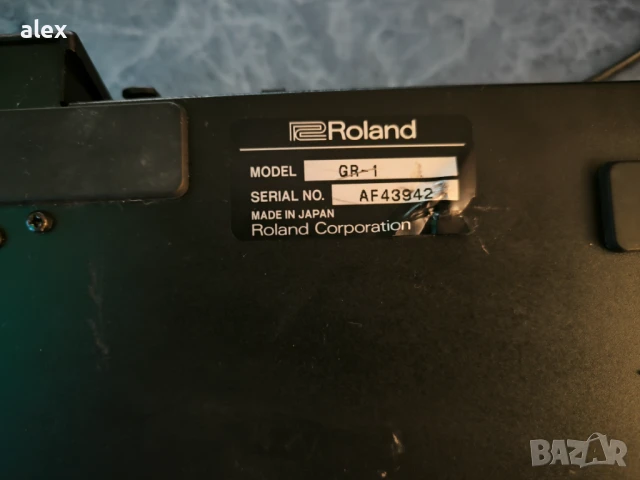 alex
Roland
MODEL GR-1
SERIAL NO. AF43942
MADE IN JAPAN
Roland Corporation
BAZAR